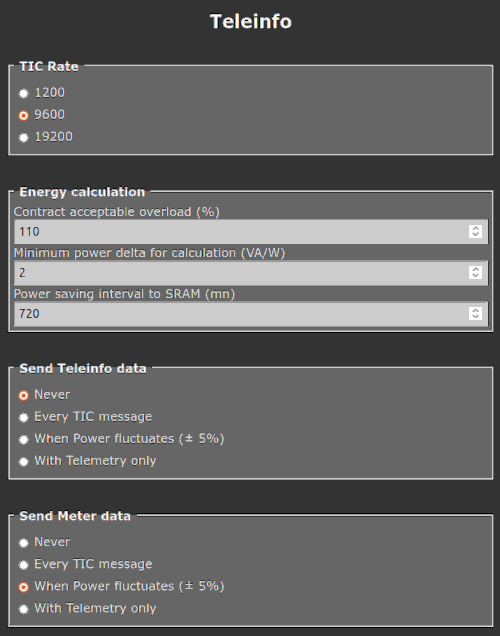 Teleinfo
TIC Rate
1200
9600
19200
Energy calculation
Contract acceptable overload (%)
110
Minimum power delta for calculation (VA/W)
2
Power saving interval to SRAM (mn)
720
Send Teleinfo data
Never
Every TIC message
When Power fluctuates (± 5%)
With Telemetry only
Send Meter data
Never
Every TIC message
When Power fluctuates (± 5%)
With Telemetry only